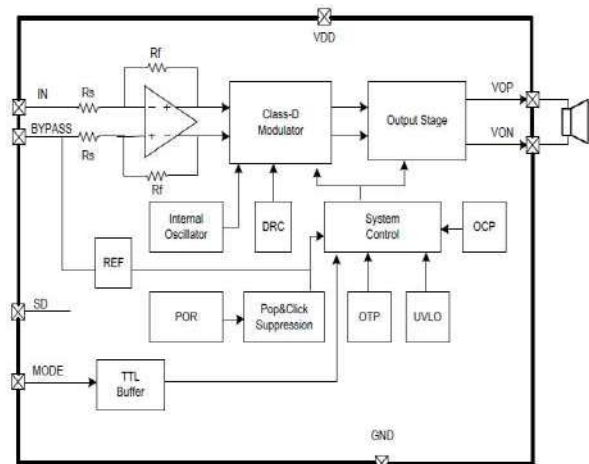 VDD
Rf
IN
Rs
VOP
Class-D
Modulator
Output Stage
BYPASS
VON
Rs
Rf
Internal
Oscillator
DRC
System
Control
OCP
REF
SD
POR
Pop&Click
Suppression
OTP
UVLO
MODE
TTL
Buffer
GND